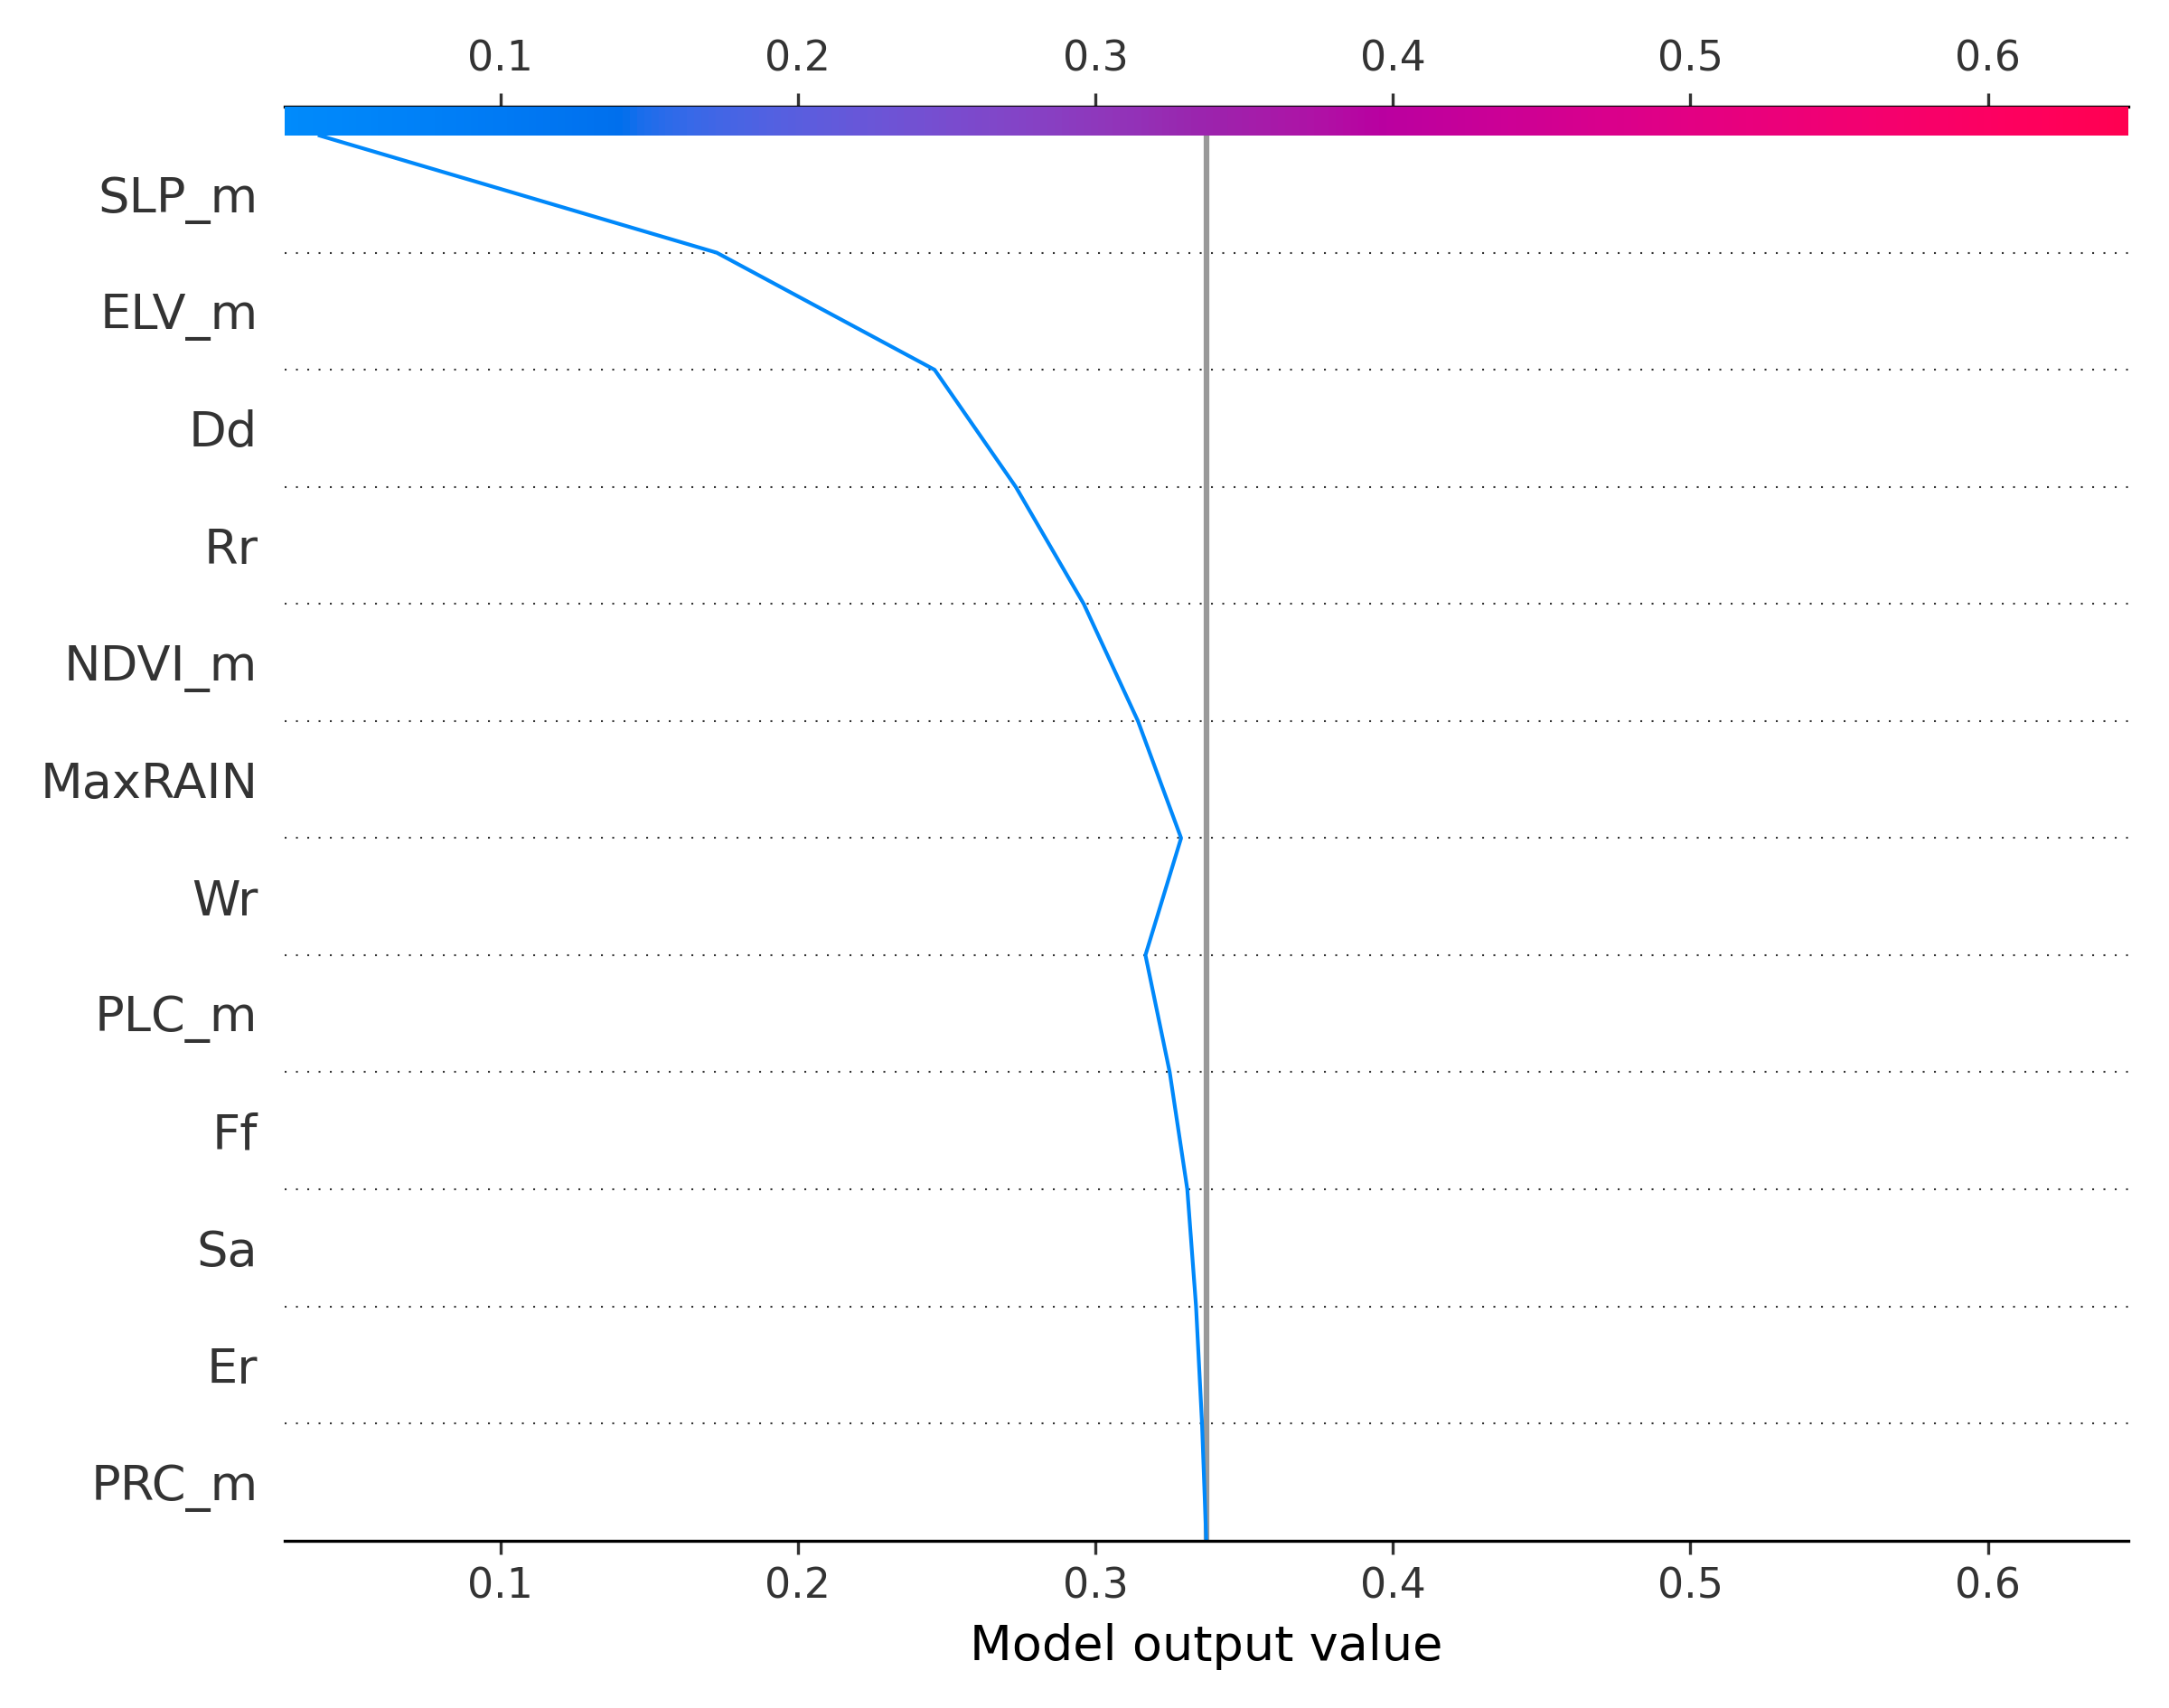 0.1 0.2 0.3 0.4 0.5 0.6
SLP_m
ELV_m
Dd
Rr
NDVI_m
MaxRAIN
Wr
PLC_m
Ff
Sa
Er
PRC_m
0.1 0.2 0.3 0.4 0.5 0.6
Model output value